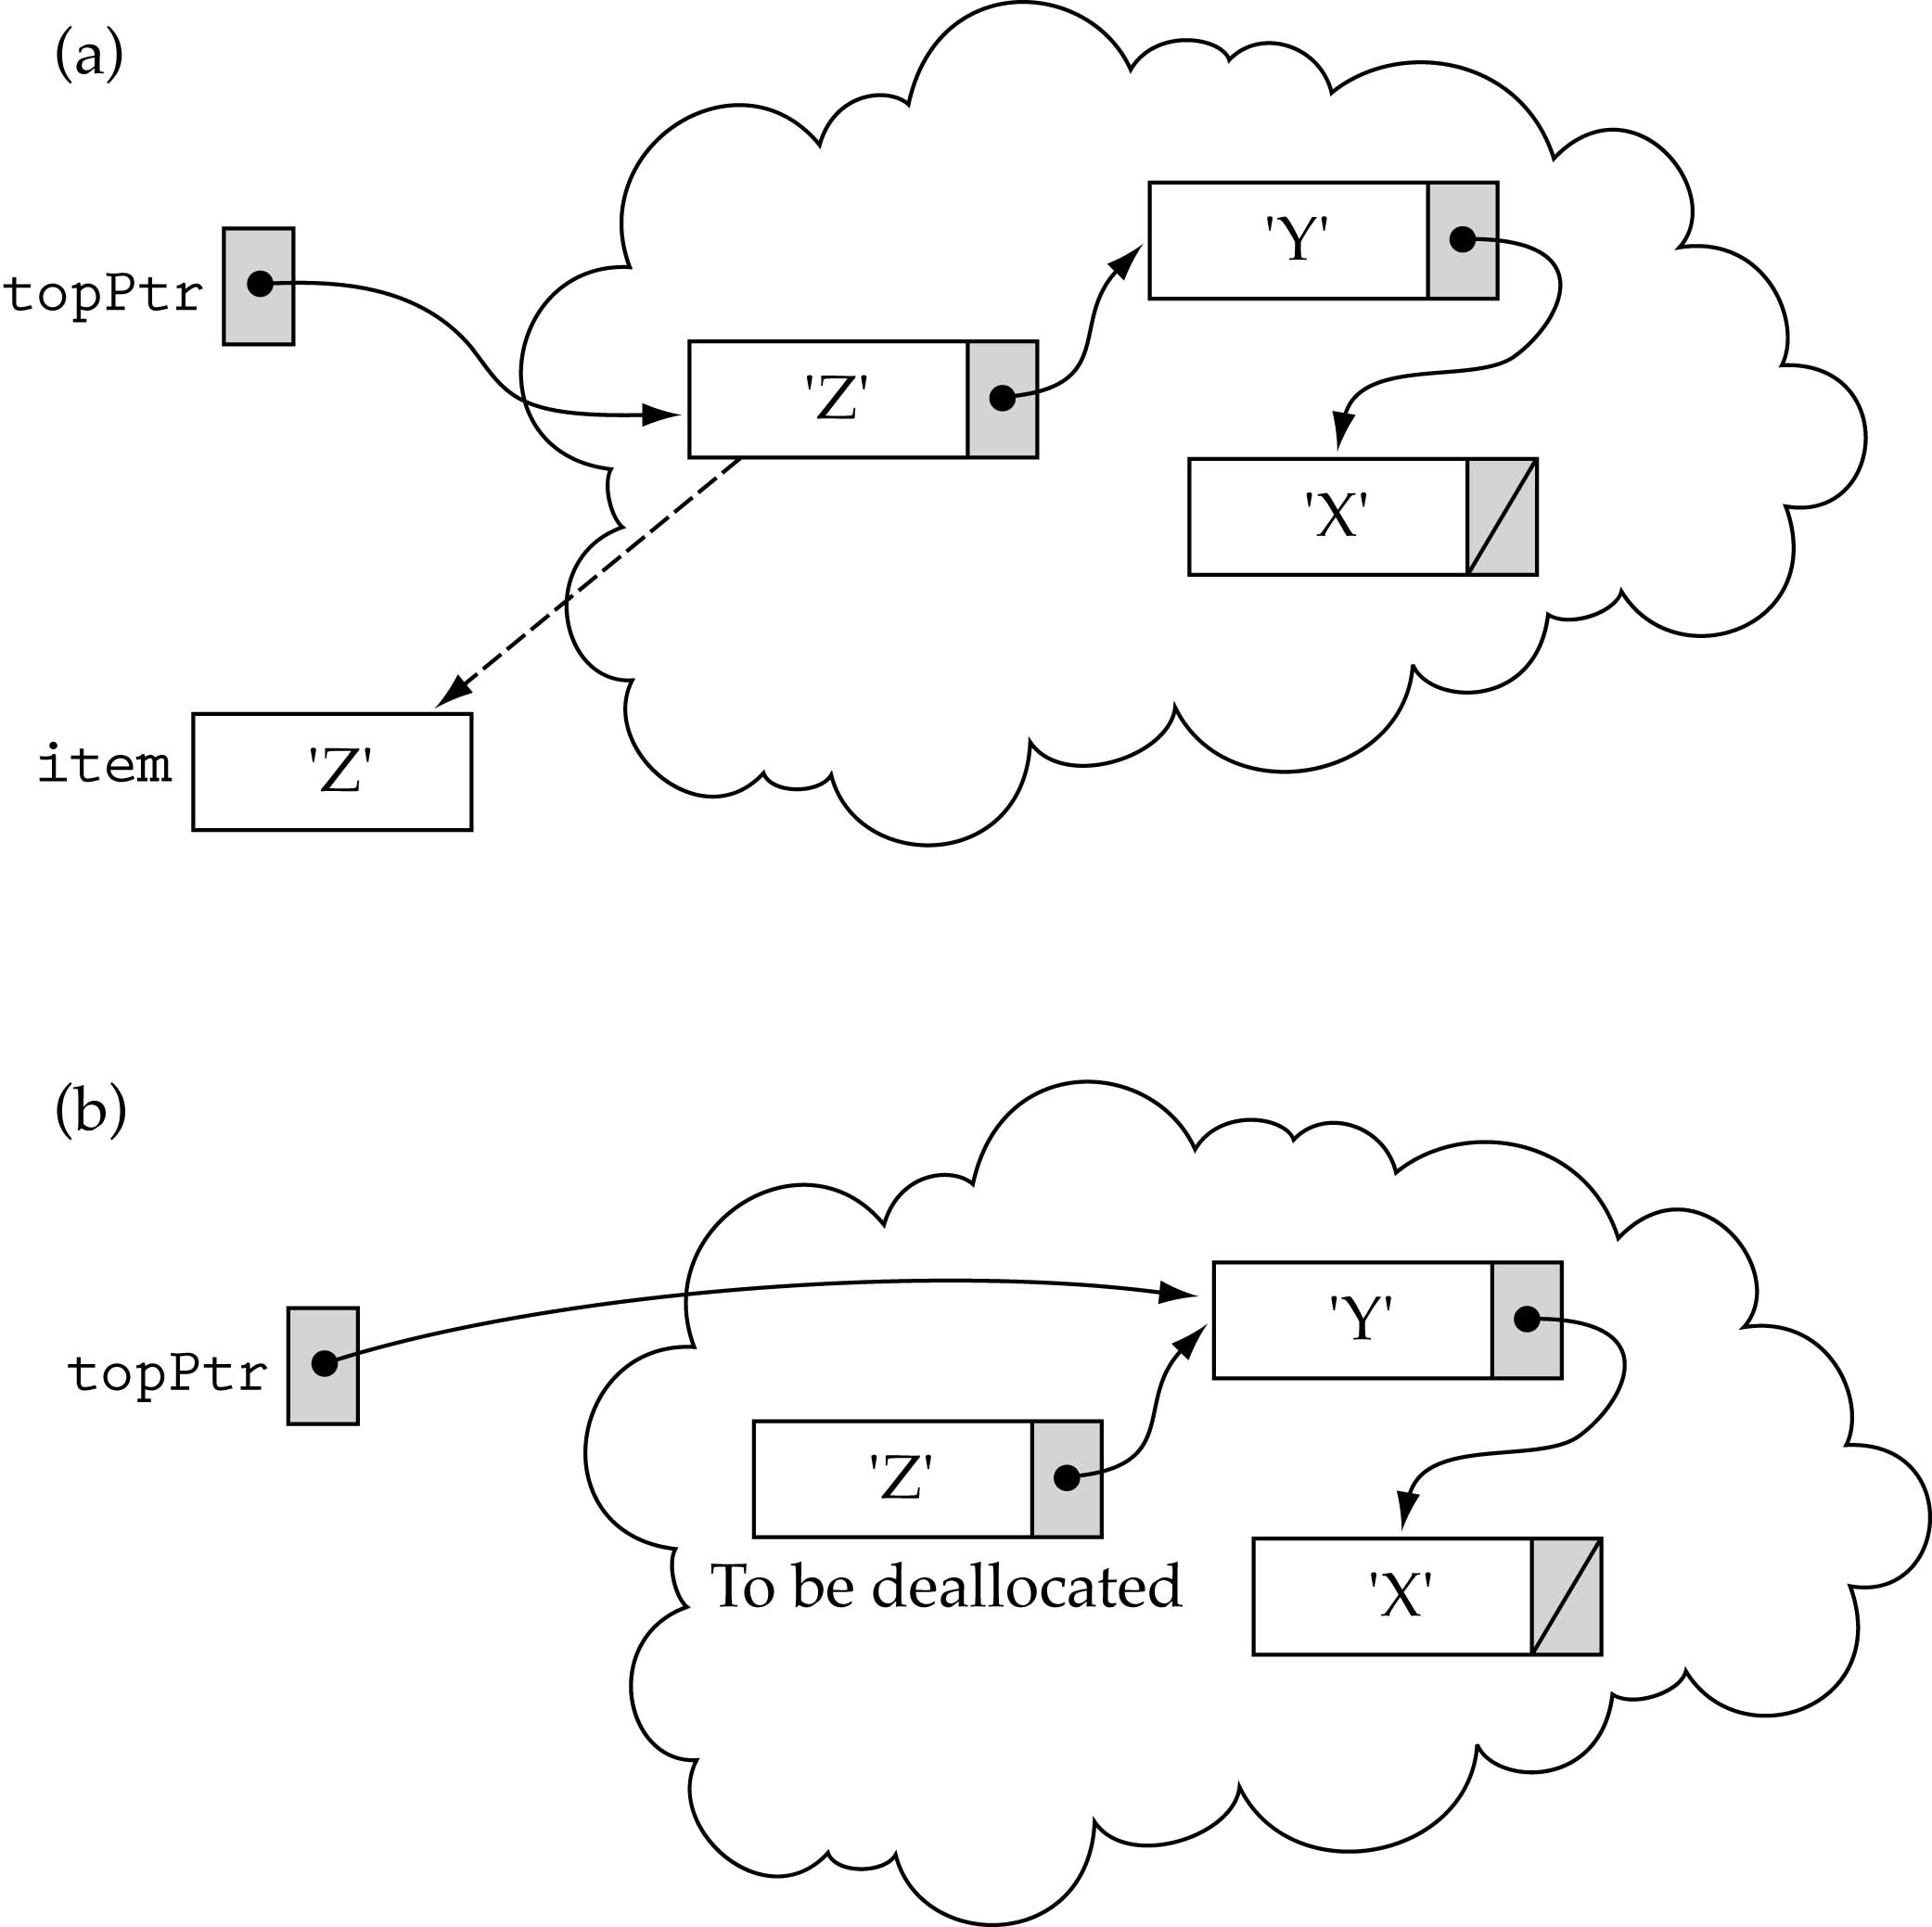 (a)
'Y'
topPtr
'Z'
'X'
item
'Z'
(b)
'Y'
topPtr
'Z'
To be deallocated
'X'